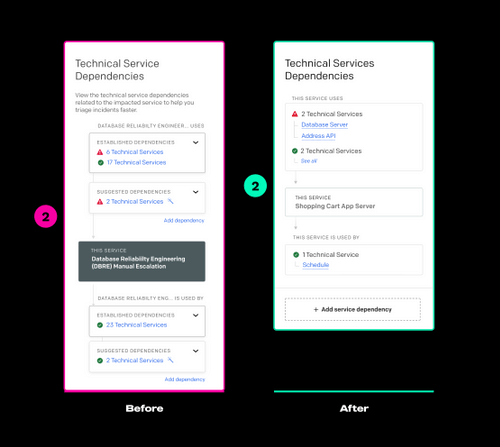 Technical Service
Dependencies
View the technical service dependencies
related to the impacted service to help you
triage incidents faster.
DATABASE RELIABILTY ENGINEER... USES
ESTABLISHED DEPENDENCIES
6 Technical Services
17 Technical Services
SUGGESTED DEPENDENCIES
2 Technical Services
Add dependency
THIS SERVICE
Database Reliability Engineering
(DBRE) Manual Escalation
DATABASE RELIABILTY ENG... IS USED BY
ESTABLISHED DEPENDENCIES
23 Technical Services
SUGGESTED DEPENDENCIES
2 Technical Services
Add dependency
2
Before
Technical Services
Dependencies
THIS SERVICE USES
2 Technical Services
Database Server
Address API
2 Technical Services
See all
THIS SERVICE
Shopping Cart App Server
THIS SERVICE IS USED BY
1 Technical Service
Schedule
+ Add service dependency
2
After